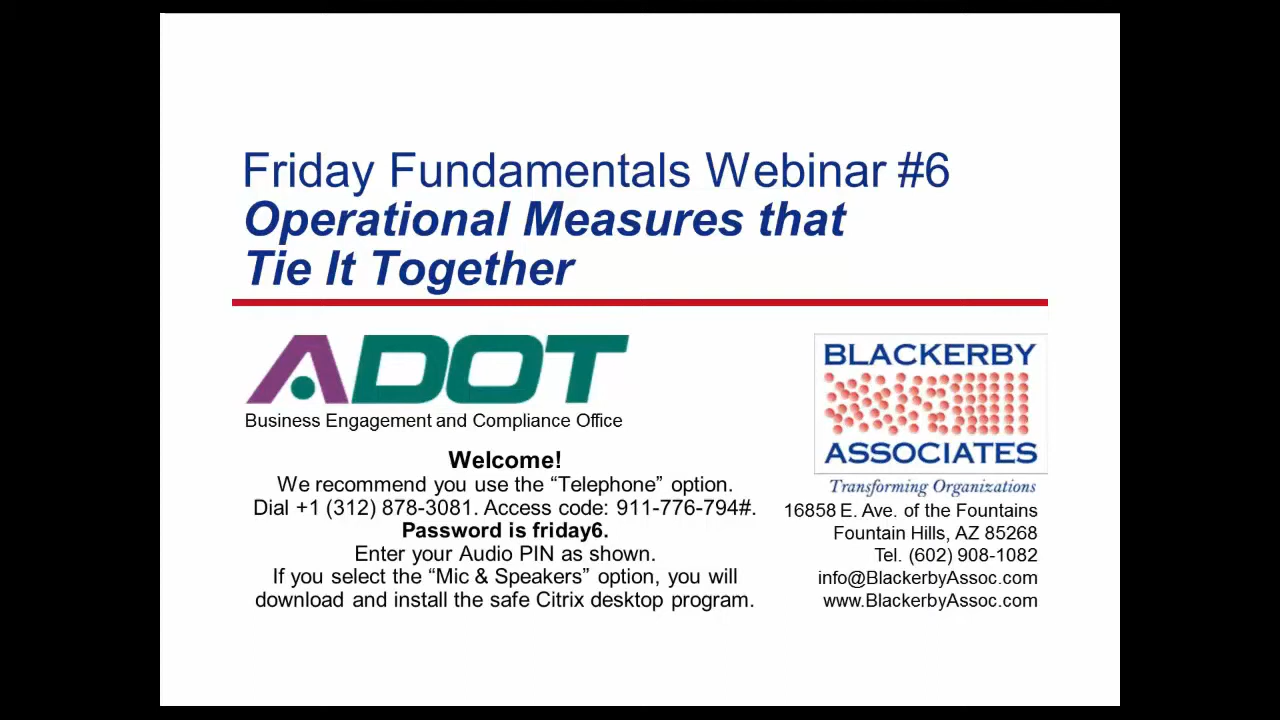 Friday Fundamentals Webinar #6
Operational Measures that
Tie It Together
ADOT
Business Engagement and Compliance Office
Welcome!
We recommend you use the “Telephone” option.
Dial +1 (312) 878-3081. Access code: 911-776-794#.
Password is friday6.
Enter your Audio PIN as shown.
If you select the “Mic & Speakers” option, you will
download and install the safe Citrix desktop program.
BLACKERBY
ASSOCIATES
Transforming Organizations
16858 E. Ave. of the Fountains
Fountain Hills, AZ 85268
Tel. (602) 908-1082
info@BlackerbyAssoc.com
www.BlackerbyAssoc.com